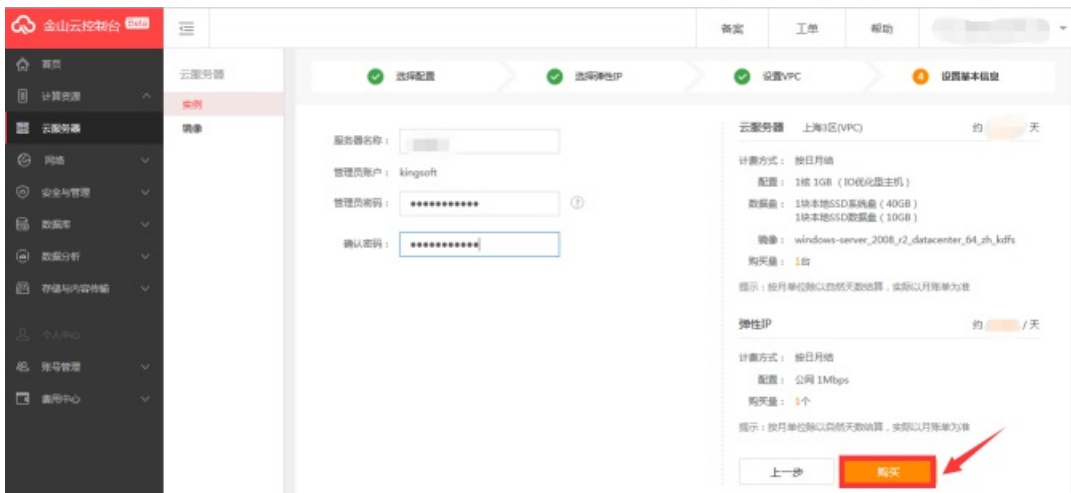 金山云控制台 Beta
备案
工单
帮助
首页
计算资源
云服务器
网络
安全与管理
数据库
数据分析
存储与内容传输
个人中心
账号管理
费用中心
云服务器
实例
镜像
选择配置
选择弹性IP
设置VPC
4 设置基本信息
服务器名称：
管理员账户： kingsoft
管理员密码： ●●●●●●●●●●●
确认密码： ●●●●●●●●●●●
云服务器 上海3区(VPC) 约 /天
计费方式： 按日月结
配置： 1核 1GB （IO优化型主机）
数据盘： 1块本地SSD系统盘（40GB）
1块本地SSD数据盘（10GB）
镜像： windows-server_2008_r2_datacenter_64_zh_kdfs
购买量： 1台
提示：按月单位除以自然天数结算，实际以月账单为准
弹性IP 约 /天
计费方式： 按日月结
配置： 公网 1Mbps
购买量： 1个
提示：按月单位除以自然天数结算，实际以月账单为准
上一步
购买